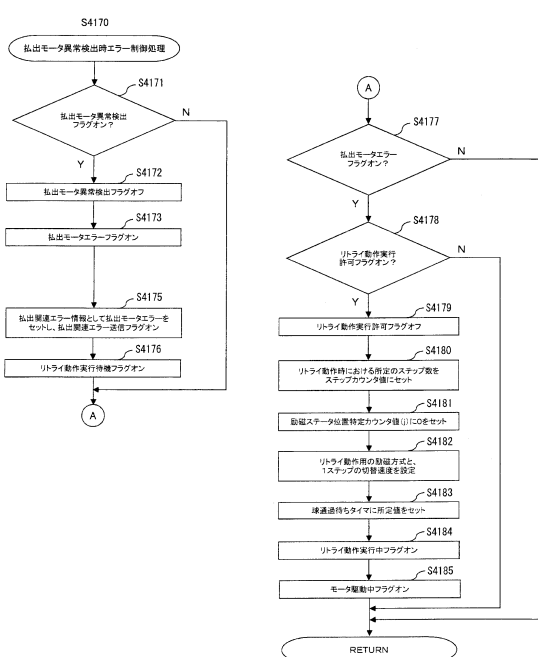 S4170
払出モータ異常検出時エラー制御処理
S4171
払出モータ異常検出
フラグオン？
N
Y
S4172
払出モータ異常検出フラグオフ
S4173
払出モータエラーフラグオン
S4175
払出関連エラー情報として払出モータエラーを
セットし、払出関連エラー送信フラグオン
S4176
リトライ動作実行待機フラグオン
A
A
S4177
払出モータエラー
フラグオン？
N
Y
S4178
リトライ動作実行
許可フラグオン？
N
Y
S4179
リトライ動作実行許可フラグオフ
S4180
リトライ動作時における所定のステップ数を
ステップカウンタ値にセット
S4181
励磁ステータ位置特定カウンタ値(j)に0をセット
S4182
リトライ動作用の励磁方式と、
1ステップの切替速度を設定
S4183
球通過待ちタイマに所定値をセット
S4184
リトライ動作実行中フラグオン
S4185
モータ駆動中フラグオン
RETURN